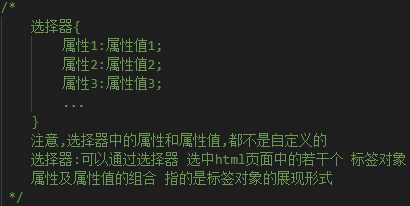 /*
选择器{
属性1:属性值1;
属性2:属性值2;
属性3:属性值3;
...
}
注意,选择器中的属性和属性值,都不是自定义的
选择器:可以通过选择器 选中html页面中的若干个 标签对象
属性及属性值的组合 指的是标签对象的展现形式
*/